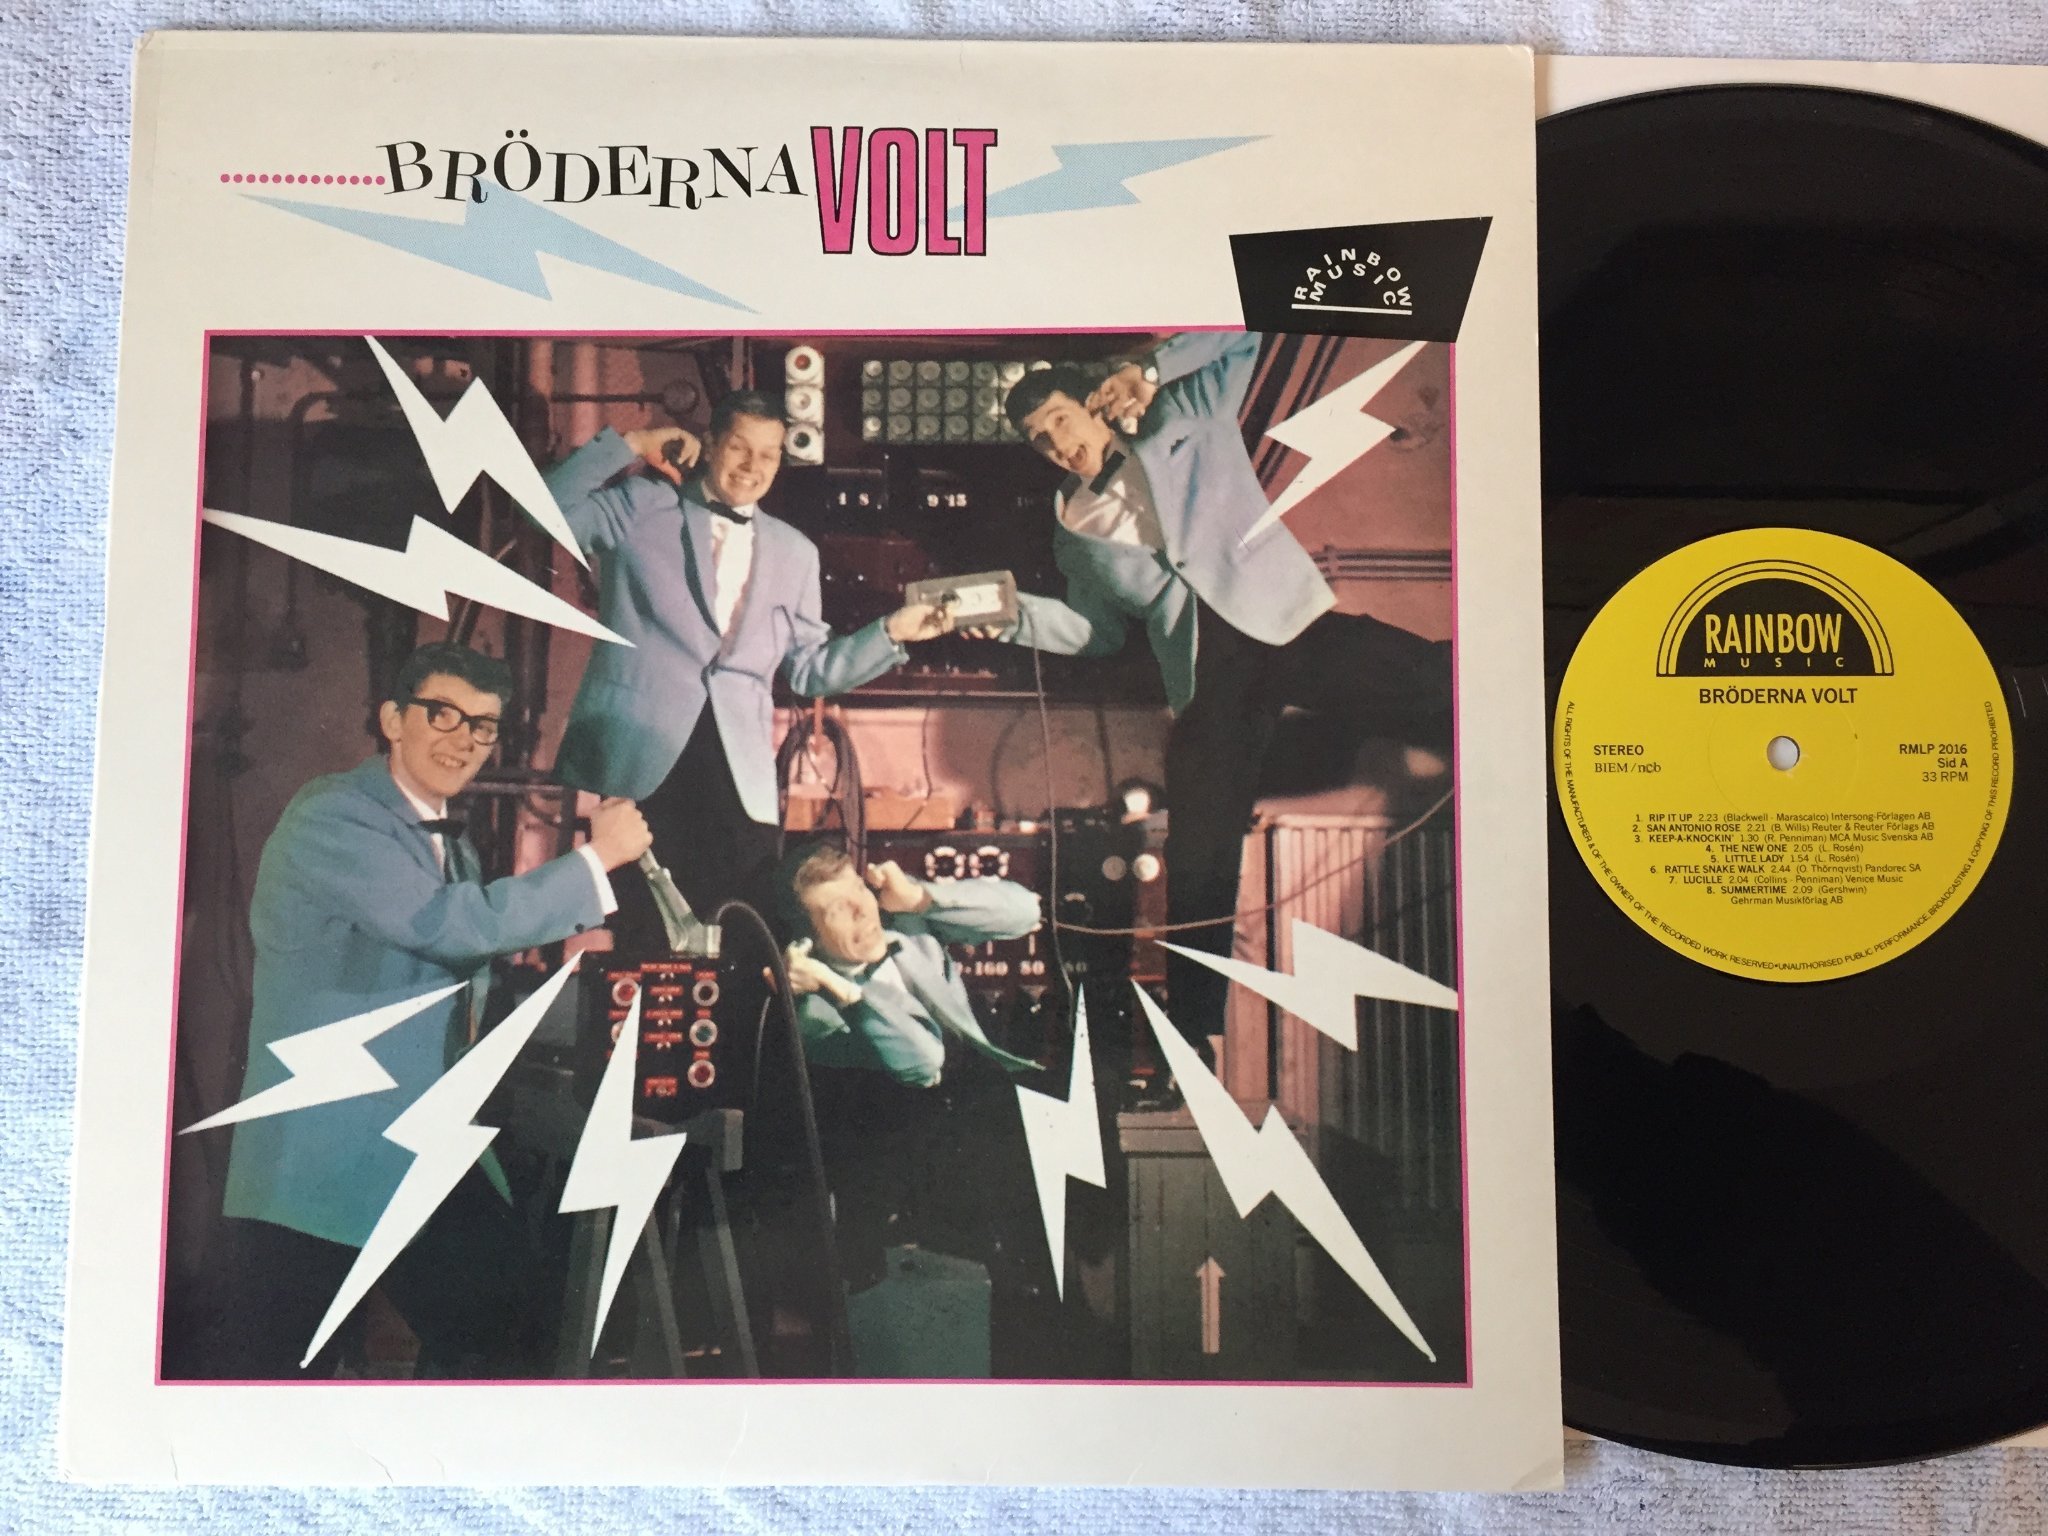 BRÖDERNA VOLT
RAINBOW
MUSIC
RAINBOW
MUSIC
BRÖDERNA VOLT
STEREO
BIEM/ncb
RMLP 2016
Sid A
33 RPM
1. RIP IT UP 2.23 (Blackwell - Marascalco) Intersong-Förlagen AB
2. SAN ANTONIO ROSE 2.21 (B. Wills) Reuter & Reuter Förlags AB
3. KEEP-A-KNOCKIN' 1.30 (R. Penniman) MCA Music Svenska AB
4. THE NEW ONE 2.05 (L. Rosén)
5. LITTLE LADY 1.54 (L. Rosén)
6. RATTLE SNAKE WALK 2.44 (O. Thörnqvist) Pandorec SA
7. LUCILLE 2.04 (Collins - Penniman) Venice Music
8. SUMMERTIME 2.09 (Gershwin)
Gehrman Musikförlag AB
ALL RIGHTS OF THE MANUFACTURER & OF THE OWNER OF THE RECORDED WORK RESERVED•UNAUTHORISED PUBLIC PERFORMANCE, BROADCASTING & COPYING OF THIS RECORD PROHIBITED